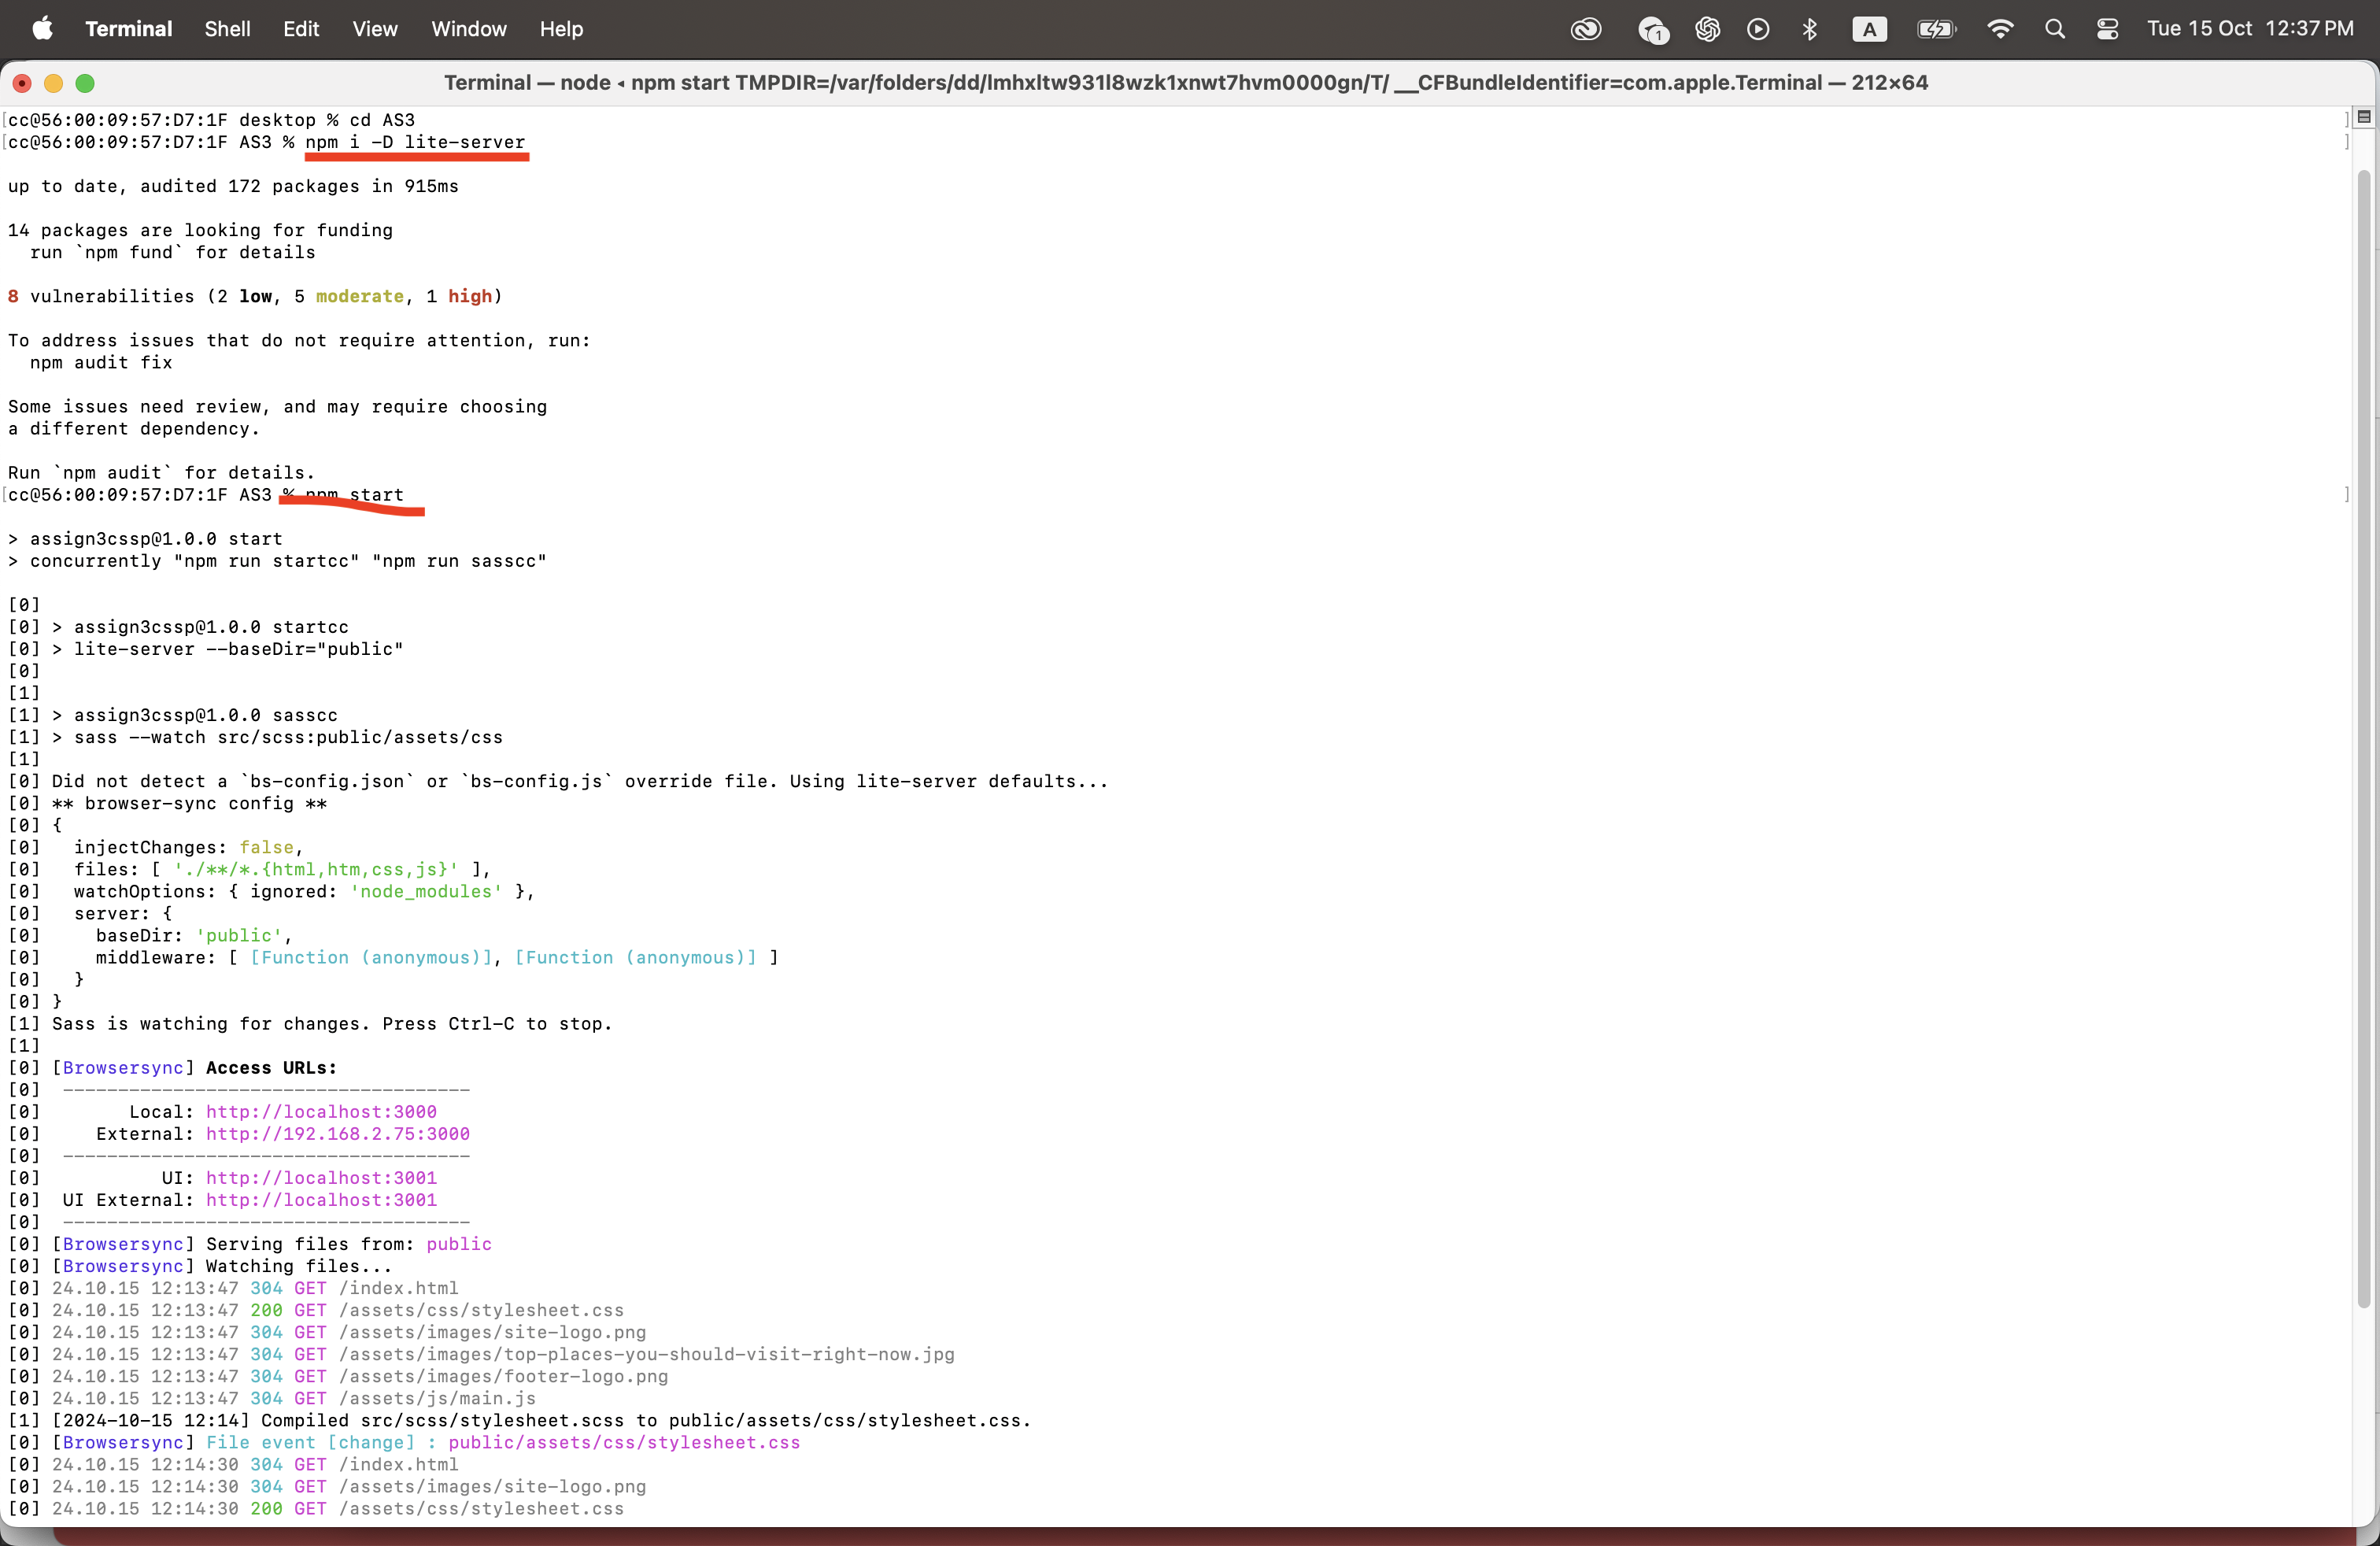 Terminal Shell Edit View Window Help 1 A Tue 15 Oct 12:37 PM
Terminal — node ◂ npm start TMPDIR=/var/folders/dd/lmhxltw931l8wzk1xnwt7hvm0000gn/T/ __CFBundleIdentifier=com.apple.Terminal — 212×64
[cc@56:00:09:57:D7:1F desktop % cd AS3 ]
[cc@56:00:09:57:D7:1F AS3 % npm i -D lite-server ]
up to date, audited 172 packages in 915ms
14 packages are looking for funding
run `npm fund` for details
8 vulnerabilities (2 low, 5 moderate, 1 high)
To address issues that do not require attention, run:
npm audit fix
Some issues need review, and may require choosing
a different dependency.
Run `npm audit` for details.
[cc@56:00:09:57:D7:1F AS3 % npm start ]
> assign3cssp@1.0.0 start
> concurrently "npm run startcc" "npm run sasscc"
[0]
[0] > assign3cssp@1.0.0 startcc
[0] > lite-server --baseDir="public"
[0]
[1]
[1] > assign3cssp@1.0.0 sasscc
[1] > sass --watch src/scss:public/assets/css
[1]
[0] Did not detect a `bs-config.json` or `bs-config.js` override file. Using lite-server defaults...
[0] ** browser-sync config **
[0] {
[0] injectChanges: false,
[0] files: [ './**/*.{html,htm,css,js}' ],
[0] watchOptions: { ignored: 'node_modules' },
[0] server: {
[0] baseDir: 'public',
[0] middleware: [ [Function (anonymous)], [Function (anonymous)] ]
[0] }
[0] }
[1] Sass is watching for changes. Press Ctrl-C to stop.
[1]
[0] [Browsersync] Access URLs:
[0] -------------------------------------
[0] Local: http://localhost:3000
[0] External: http://192.168.2.75:3000
[0] -------------------------------------
[0] UI: http://localhost:3001
[0] UI External: http://localhost:3001
[0] -------------------------------------
[0] [Browsersync] Serving files from: public
[0] [Browsersync] Watching files...
[0] 24.10.15 12:13:47 304 GET /index.html
[0] 24.10.15 12:13:47 200 GET /assets/css/stylesheet.css
[0] 24.10.15 12:13:47 304 GET /assets/images/site-logo.png
[0] 24.10.15 12:13:47 304 GET /assets/images/top-places-you-should-visit-right-now.jpg
[0] 24.10.15 12:13:47 304 GET /assets/images/footer-logo.png
[0] 24.10.15 12:13:47 304 GET /assets/js/main.js
[1] [2024-10-15 12:14] Compiled src/scss/stylesheet.scss to public/assets/css/stylesheet.css.
[0] [Browsersync] File event [change] : public/assets/css/stylesheet.css
[0] 24.10.15 12:14:30 304 GET /index.html
[0] 24.10.15 12:14:30 304 GET /assets/images/site-logo.png
[0] 24.10.15 12:14:30 200 GET /assets/css/stylesheet.css